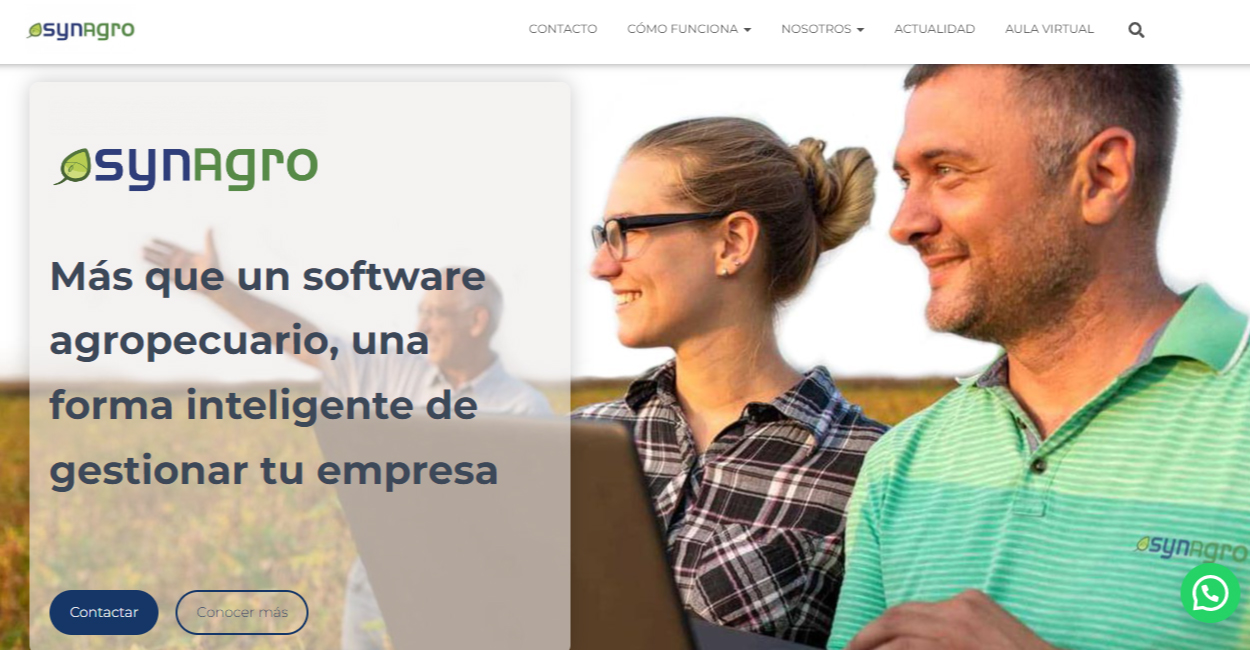 synAgro
CONTACTO
CÓMO FUNCIONA
NOSOTROS
ACTUALIDAD
AULA VIRTUAL
synAgro
Más que un software
agropecuario, una
forma inteligente de
gestionar tu empresa
Contactar
Conocer más
synAgro